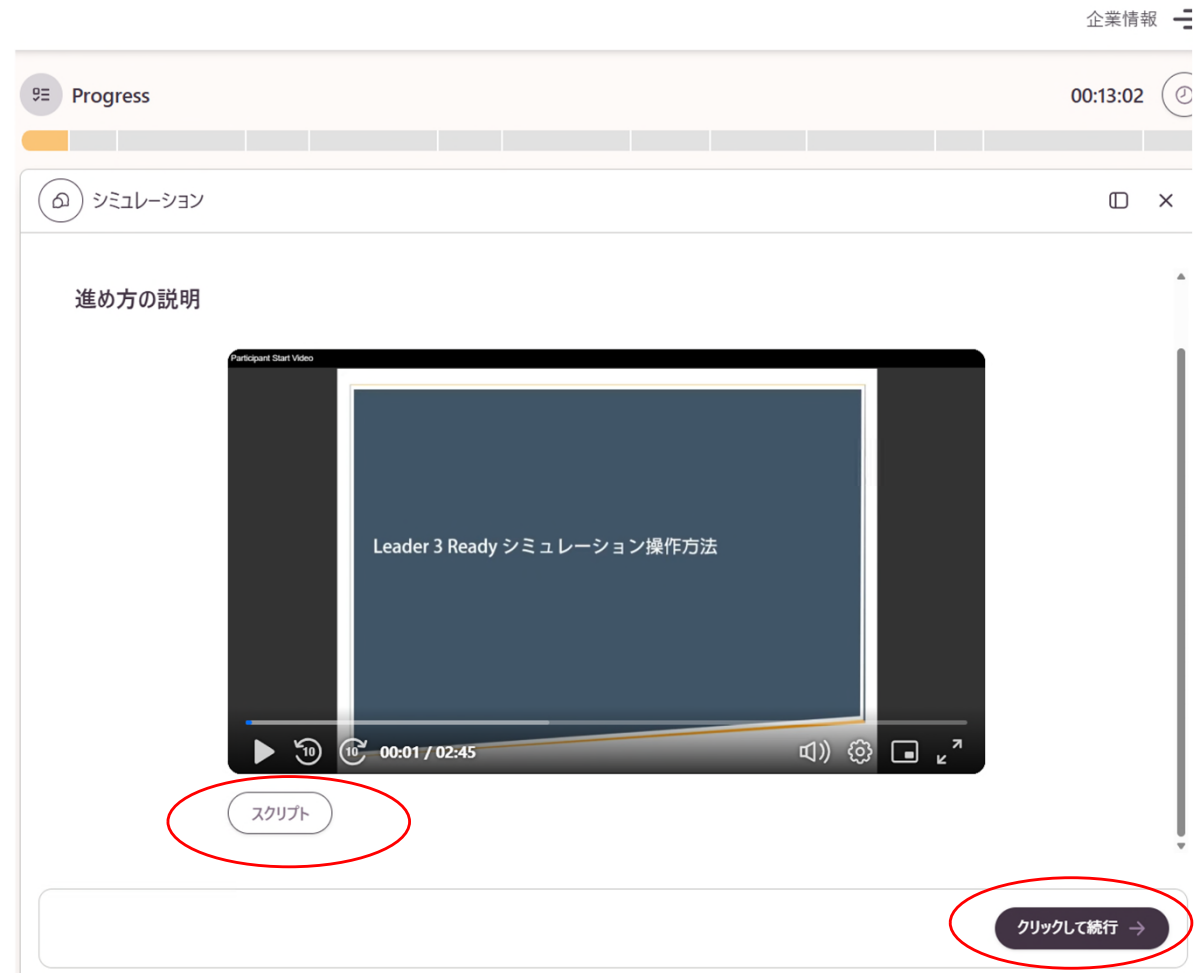 企業情報
Progress
00:13:02
シミュレーション
進め方の説明
Participant Start Video
Leader 3 Ready シミュレーション操作方法
10
10
00:01 / 02:45
スクリプト
クリックして続行 →